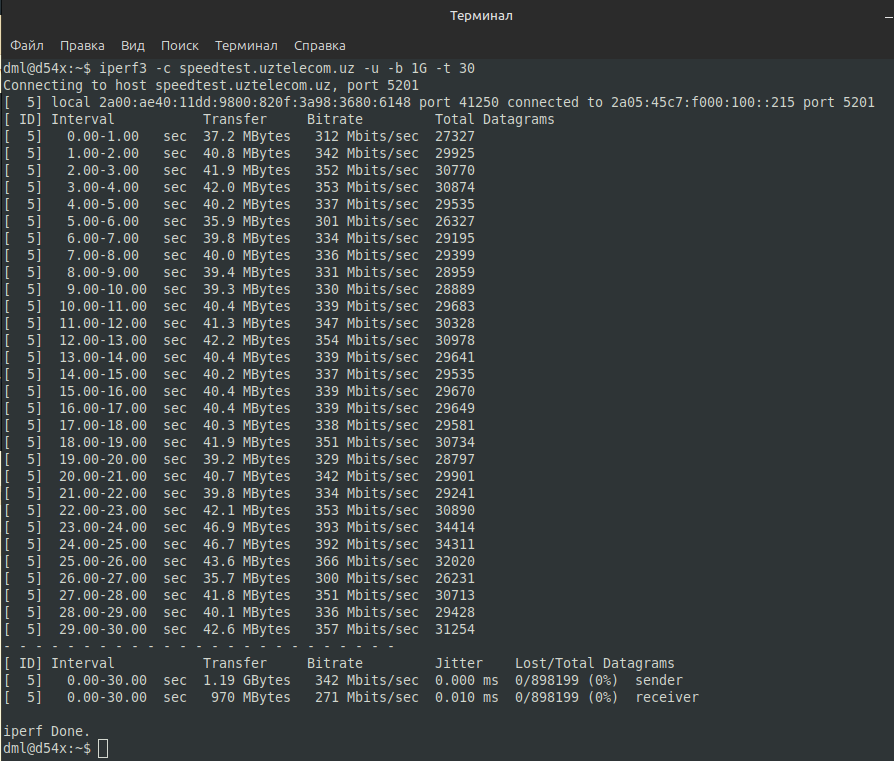 Терминал
Файл Правка Вид Поиск Терминал Справка
dml@d54x:~$ iperf3 -c speedtest.uztelecom.uz -u -b 1G -t 30
Connecting to host speedtest.uztelecom.uz, port 5201
[  5] local 2a00:ae40:11dd:9800:820f:3a98:3680:6148 port 41250 connected to 2a05:45c7:f000:100::215 port 5201
[ ID] Interval           Transfer     Bitrate         Total Datagrams
[  5]   0.00-1.00   sec  37.2 MBytes   312 Mbits/sec  27327
[  5]   1.00-2.00   sec  40.8 MBytes   342 Mbits/sec  29925
[  5]   2.00-3.00   sec  41.9 MBytes   352 Mbits/sec  30770
[  5]   3.00-4.00   sec  42.0 MBytes   353 Mbits/sec  30874
[  5]   4.00-5.00   sec  40.2 MBytes   337 Mbits/sec  29535
[  5]   5.00-6.00   sec  35.9 MBytes   301 Mbits/sec  26327
[  5]   6.00-7.00   sec  39.8 MBytes   334 Mbits/sec  29195
[  5]   7.00-8.00   sec  40.0 MBytes   336 Mbits/sec  29399
[  5]   8.00-9.00   sec  39.4 MBytes   331 Mbits/sec  28959
[  5]   9.00-10.00  sec  39.3 MBytes   330 Mbits/sec  28889
[  5]  10.00-11.00  sec  40.4 MBytes   339 Mbits/sec  29683
[  5]  11.00-12.00  sec  41.3 MBytes   347 Mbits/sec  30328
[  5]  12.00-13.00  sec  42.2 MBytes   354 Mbits/sec  30978
[  5]  13.00-14.00  sec  40.4 MBytes   339 Mbits/sec  29641
[  5]  14.00-15.00  sec  40.2 MBytes   337 Mbits/sec  29535
[  5]  15.00-16.00  sec  40.4 MBytes   339 Mbits/sec  29670
[  5]  16.00-17.00  sec  40.4 MBytes   339 Mbits/sec  29649
[  5]  17.00-18.00  sec  40.3 MBytes   338 Mbits/sec  29581
[  5]  18.00-19.00  sec  41.9 MBytes   351 Mbits/sec  30734
[  5]  19.00-20.00  sec  39.2 MBytes   329 Mbits/sec  28797
[  5]  20.00-21.00  sec  40.7 MBytes   342 Mbits/sec  29901
[  5]  21.00-22.00  sec  39.8 MBytes   334 Mbits/sec  29241
[  5]  22.00-23.00  sec  42.1 MBytes   353 Mbits/sec  30890
[  5]  23.00-24.00  sec  46.9 MBytes   393 Mbits/sec  34414
[  5]  24.00-25.00  sec  46.7 MBytes   392 Mbits/sec  34311
[  5]  25.00-26.00  sec  43.6 MBytes   366 Mbits/sec  32020
[  5]  26.00-27.00  sec  35.7 MBytes   300 Mbits/sec  26231
[  5]  27.00-28.00  sec  41.8 MBytes   351 Mbits/sec  30713
[  5]  28.00-29.00  sec  40.1 MBytes   336 Mbits/sec  29428
[  5]  29.00-30.00  sec  42.6 MBytes   357 Mbits/sec  31254
- - - - - - - - - - - - - - - - - - - - - - - - -
[ ID] Interval           Transfer     Bitrate         Jitter    Lost/Total Datagrams
[  5]   0.00-30.00  sec  1.19 GBytes   342 Mbits/sec  0.000 ms  0/898199 (0%)  sender
[  5]   0.00-30.00  sec   970 MBytes   271 Mbits/sec  0.010 ms  0/898199 (0%)  receiver
iperf Done.
dml@d54x:~$